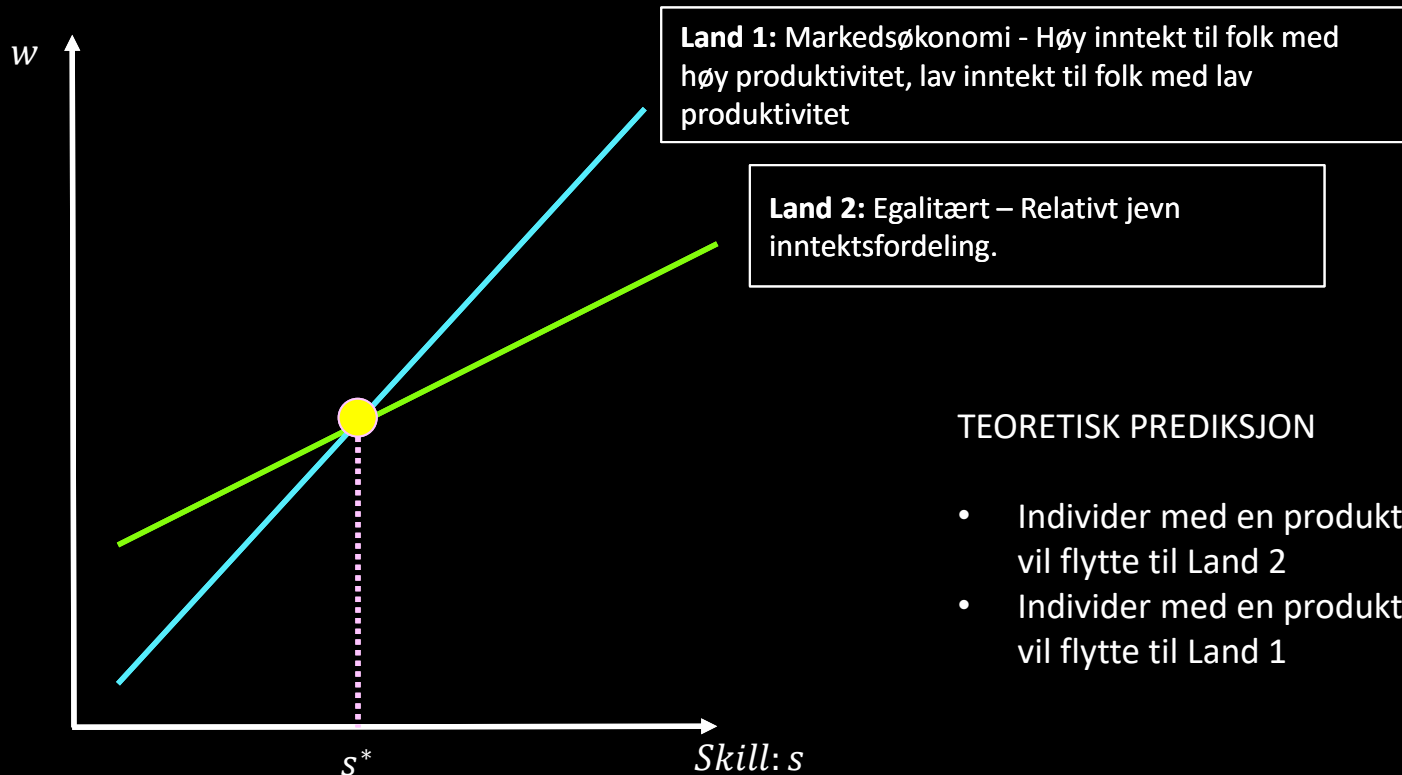 w
Land 1: Markedsøkonomi - Høy inntekt til folk med
høy produktivitet, lav inntekt til folk med lav
produktivitet
Land 2: Egalitært – Relativt jevn
inntektsfordeling.
TEORETISK PREDIKSJON
• Individer med en produkt
vil flytte til Land 2
• Individer med en produkt
vil flytte til Land 1
s*
Skill: s